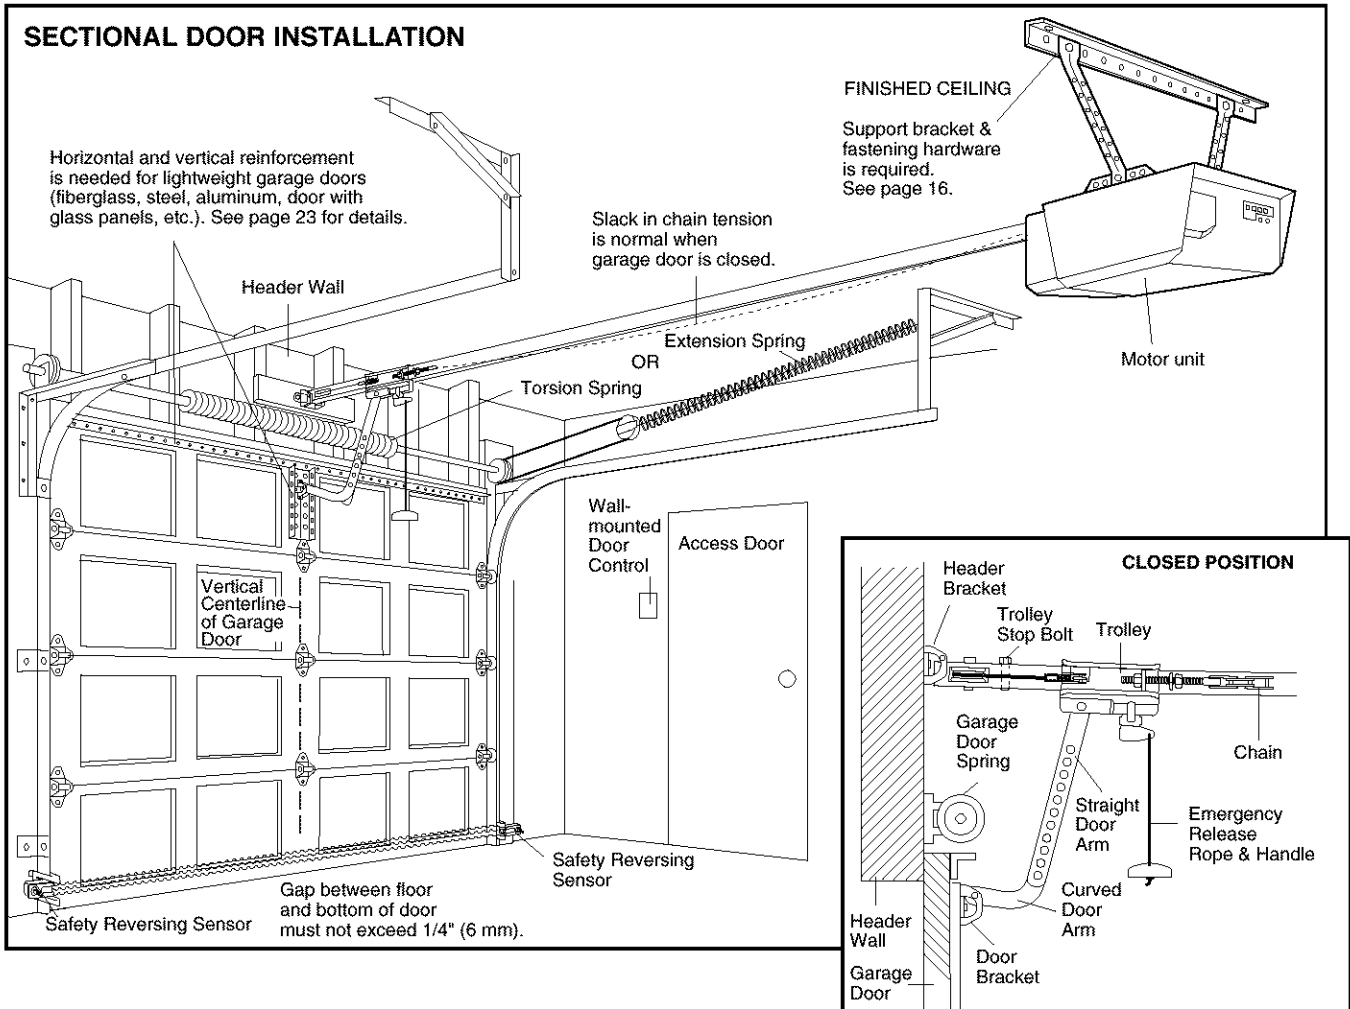 SECTIONAL DOOR INSTALLATION
FINISHED CEILING
Support bracket &
fastening hardware
is required.
See page 16.
Horizontal and vertical reinforcement
is needed for lightweight garage doors
(fiberglass, steel, aluminum, door with
glass panels, etc.). See page 23 for details.
Slack in chain tension
is normal when
garage door is closed.
Header Wall
Extension Spring
OR
Torsion Spring
Motor unit
Wall-
mounted
Door
Control
Access Door
Vertical
Centerline
of Garage
Door
Safety Reversing
Sensor
Gap between floor
and bottom of door
must not exceed 1/4" (6 mm).
Safety Reversing Sensor
CLOSED POSITION
Header
Bracket
Trolley
Stop Bolt
Trolley
Garage
Door
Spring
Chain
Straight
Door
Arm
Emergency
Release
Rope & Handle
Curved
Door
Arm
Header
Wall
Door
Bracket
Garage
Door